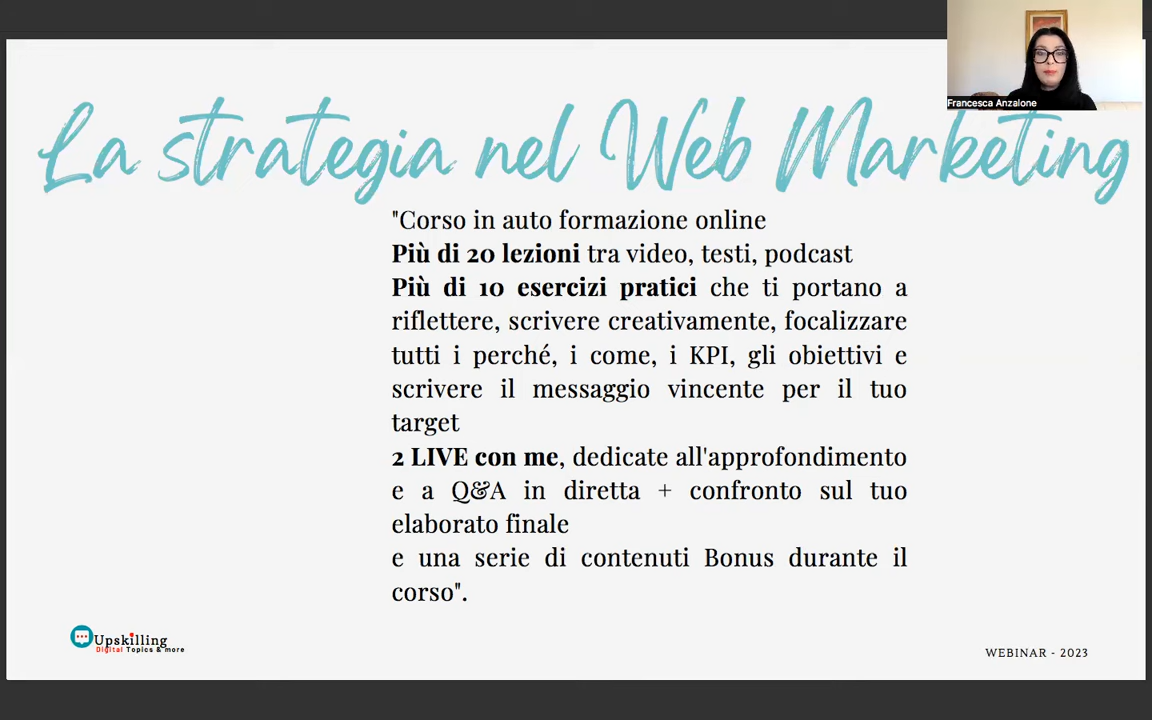 Francesca Anzalone
La strategia nel Web Marketing
"Corso in auto formazione online
Più di 20 lezioni tra video, testi, podcast
Più di 10 esercizi pratici che ti portano a
riflettere, scrivere creativamente, focalizzare
tutti i perché, i come, i KPI, gli obiettivi e
scrivere il messaggio vincente per il tuo
target
2 LIVE con me, dedicate all'approfondimento
e a Q&A in diretta + confronto sul tuo
elaborato finale
e una serie di contenuti Bonus durante il
corso".
Upskilling
Digital Topics & more
WEBINAR - 2023